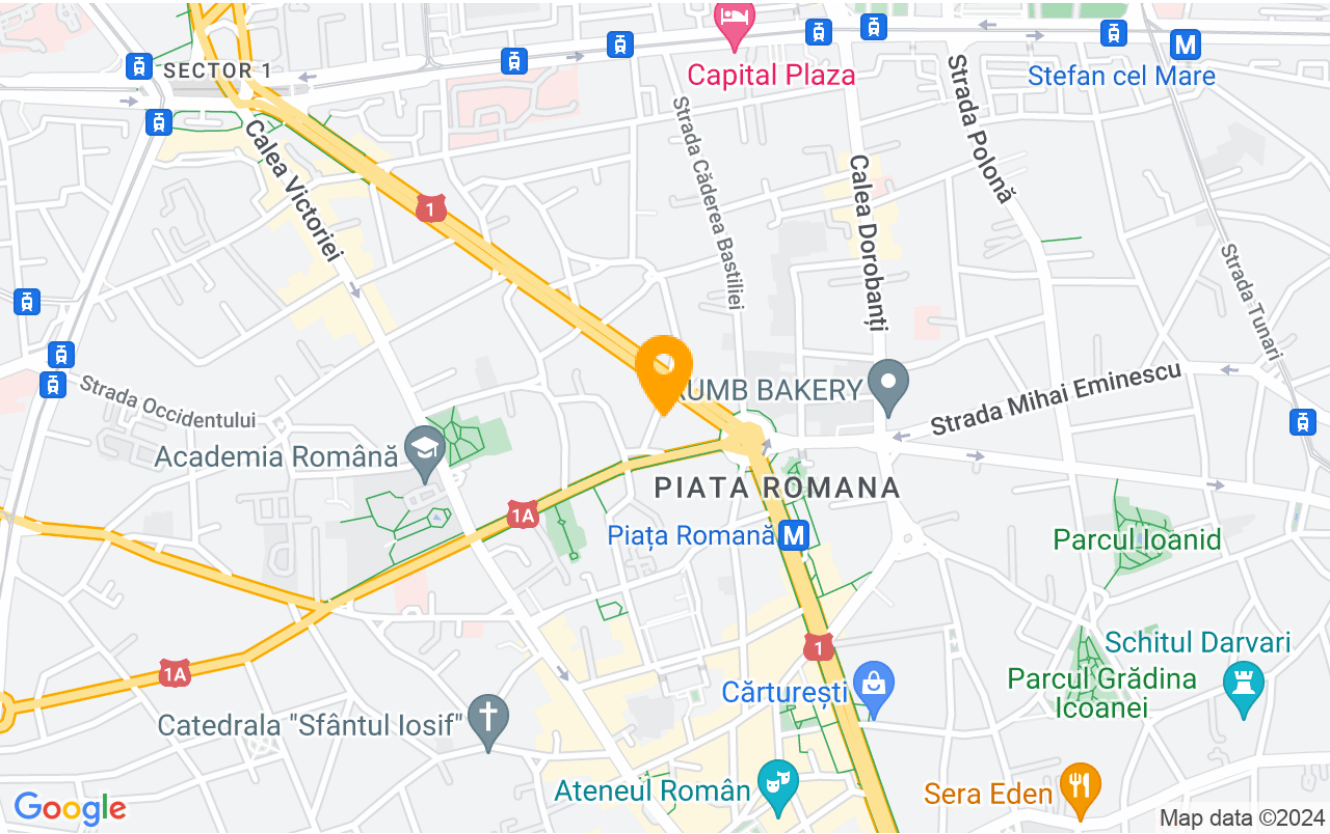 Capital Plaza
M
Stefan cel Mare
SECTOR 1
Strada Polonă
Strada Căderea Bastiliei
Calea Victoriei
Calea Dorobanți
1
Strada Tunari
UMB BAKERY
Strada Mihai Eminescu
Strada Occidentului
Academia Română
PIATA ROMANA
1A
Piața Romană M
Parcul Ioanid
1
Schitul Darvari
1A
Parcul Grădina
Icoanei
Cărturești
Catedrala "Sfântul Iosif"
Ateneul Român
Sera Eden
Google
Map data ©2024